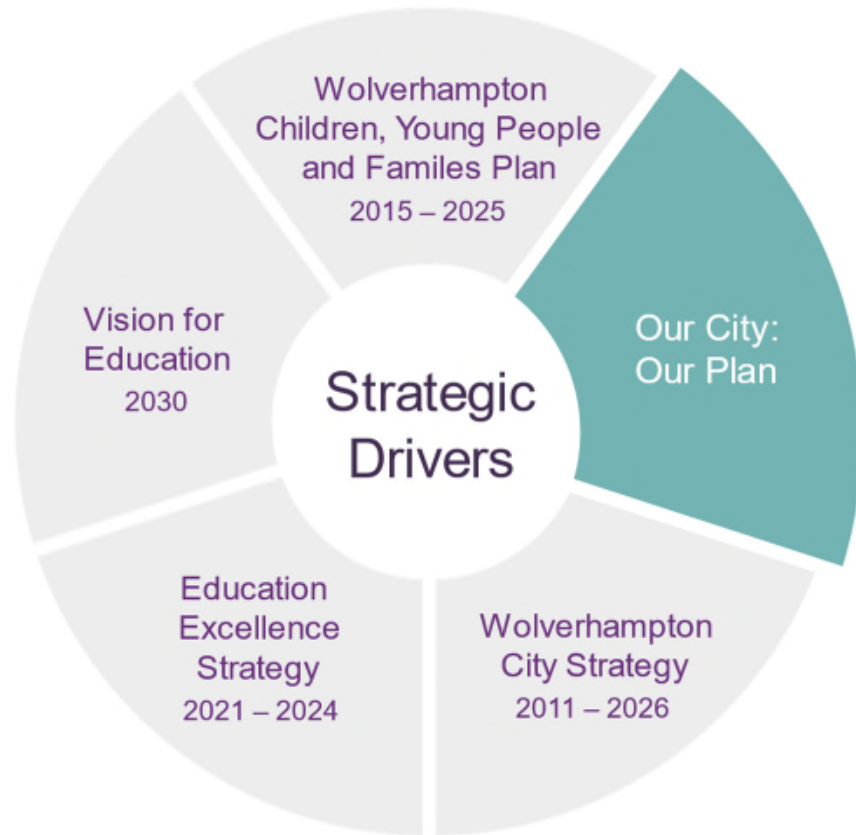 Wolverhampton
Children, Young People
and Familes Plan
2015 – 2025
Our City:
Our Plan
Vision for
Education
2030
Strategic
Drivers
Education
Excellence
Strategy
2021 – 2024
Wolverhampton
City Strategy
2011 – 2026